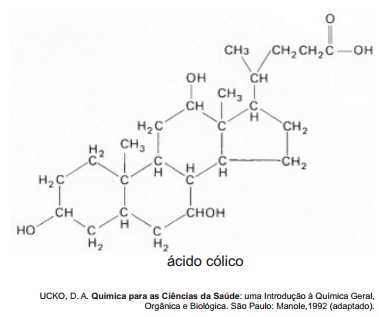 O
CH3 CH2CH2C—OH
OH CH
CH CH3 C
H
H2C C CH2
H2 CH3
C C CH2
H2C C H H C
C H
CH C C CHOH
HO C H C
H2 H2
ácido cólico
UCKO, D. A. Química para as Ciências da Saúde: uma Introdução à Química Geral,
Orgânica e Biológica. São Paulo: Manole,1992 (adaptado).